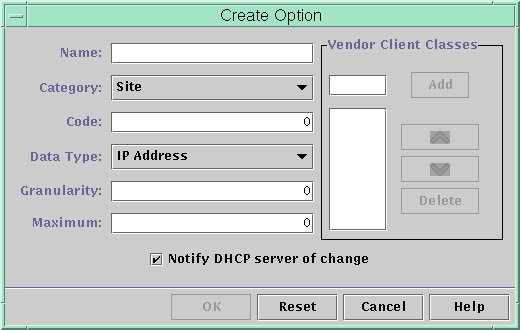 Create Option
Name:
Category: Site
Code: 0
Data Type: IP Address
Granularity: 0
Maximum: 0
Vendor Client Classes
Add
Delete
Notify DHCP server of change
OK Reset Cancel Help